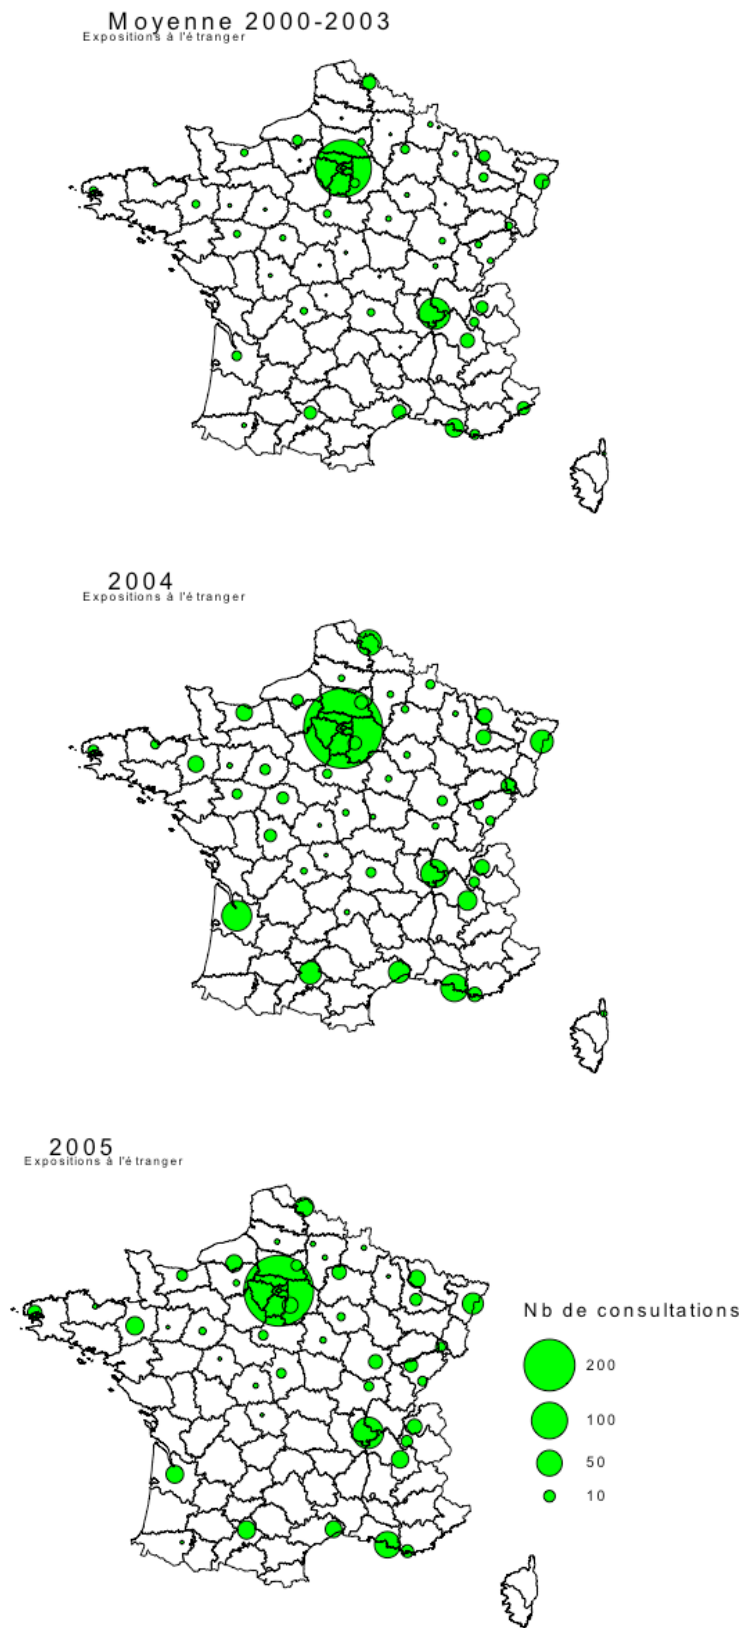 Moyenne 2000-2003
Expositions à l'étranger
2004
Expositions à l'étranger
2005
Expositions à l'étranger
Nb de consultations
200
100
50
10